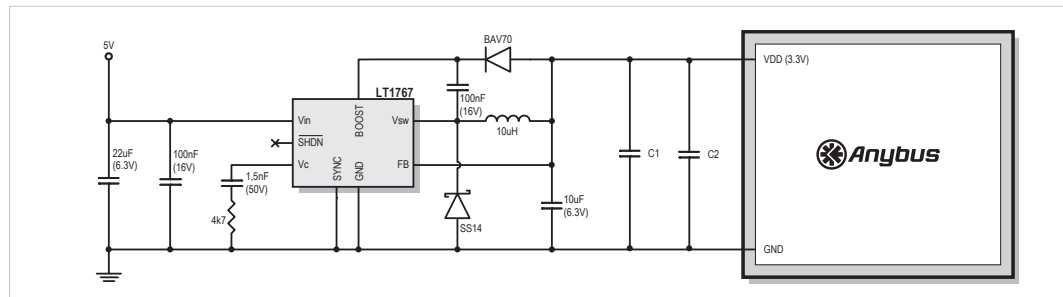 5V
22uF
(6.3V)
100nF
(16V)
1,5nF
(50V)
4k7
LT1767
Vin
SHDN
Vc
SYNC
GND
BOOST
Vsw
FB
BAV70
100nF
(16V)
10uH
SS14
10uF
(6.3V)
C1
C2
VDD (3.3V)
Anybus
GND